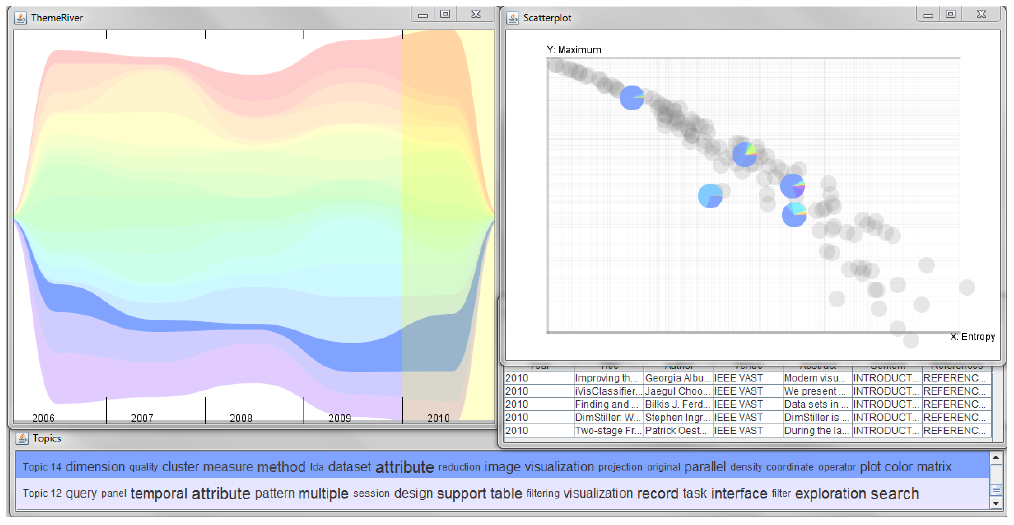 ThemeRiver
2006 2007 2008 2009 2010
Scatterplot
Y: Maximum
X: Entropy
Year Title Author Venue Abstract Content Referenc...
2010 Improving th... Georgia Albu... IEEE VAST Modern visu... INTRODUCT... REFERENC...
2010 iVisClassifier... Jaegul Choo... IEEE VAST We present ... INTRODUCT... REFERENC...
2010 Finding and ... Bilkis J. Ferd... IEEE VAST Data sets in ... INTRODUCT... REFERENC...
2010 DimStiller: W... Stephen Ingr... IEEE VAST DimStiller is ... INTRODUCT... REFERENC...
2010 Two-stage Fr... Patrick Oest... IEEE VAST During the la... INTRODUCT... REFERENC...
Topics
Topic 14 dimension quality cluster measure method lda dataset attribute reduction image visualization projection original parallel density coordinate operator plot color matrix
Topic 12 query panel temporal attribute pattern multiple session design support table filtering visualization record task interface filter exploration search